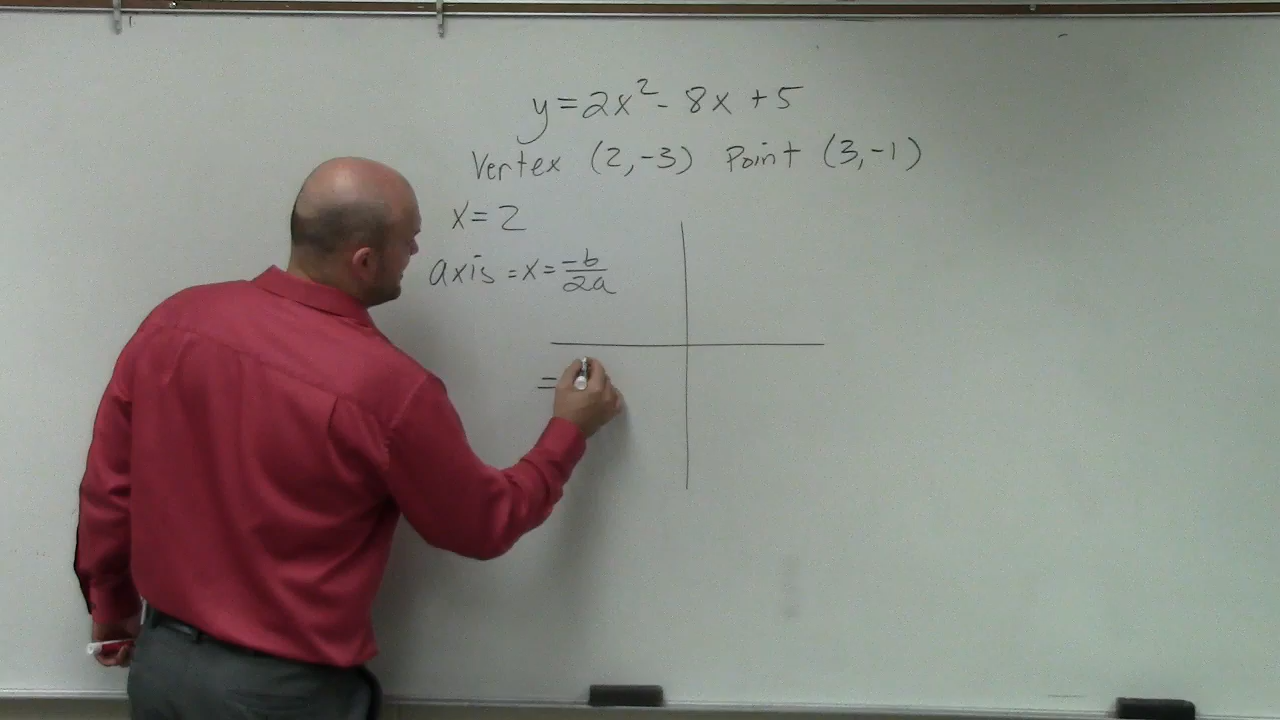 y=2x²-8x+5
Vertex (2,-3) Point (3,-1)
x=2
axis=x=-b/2a
=